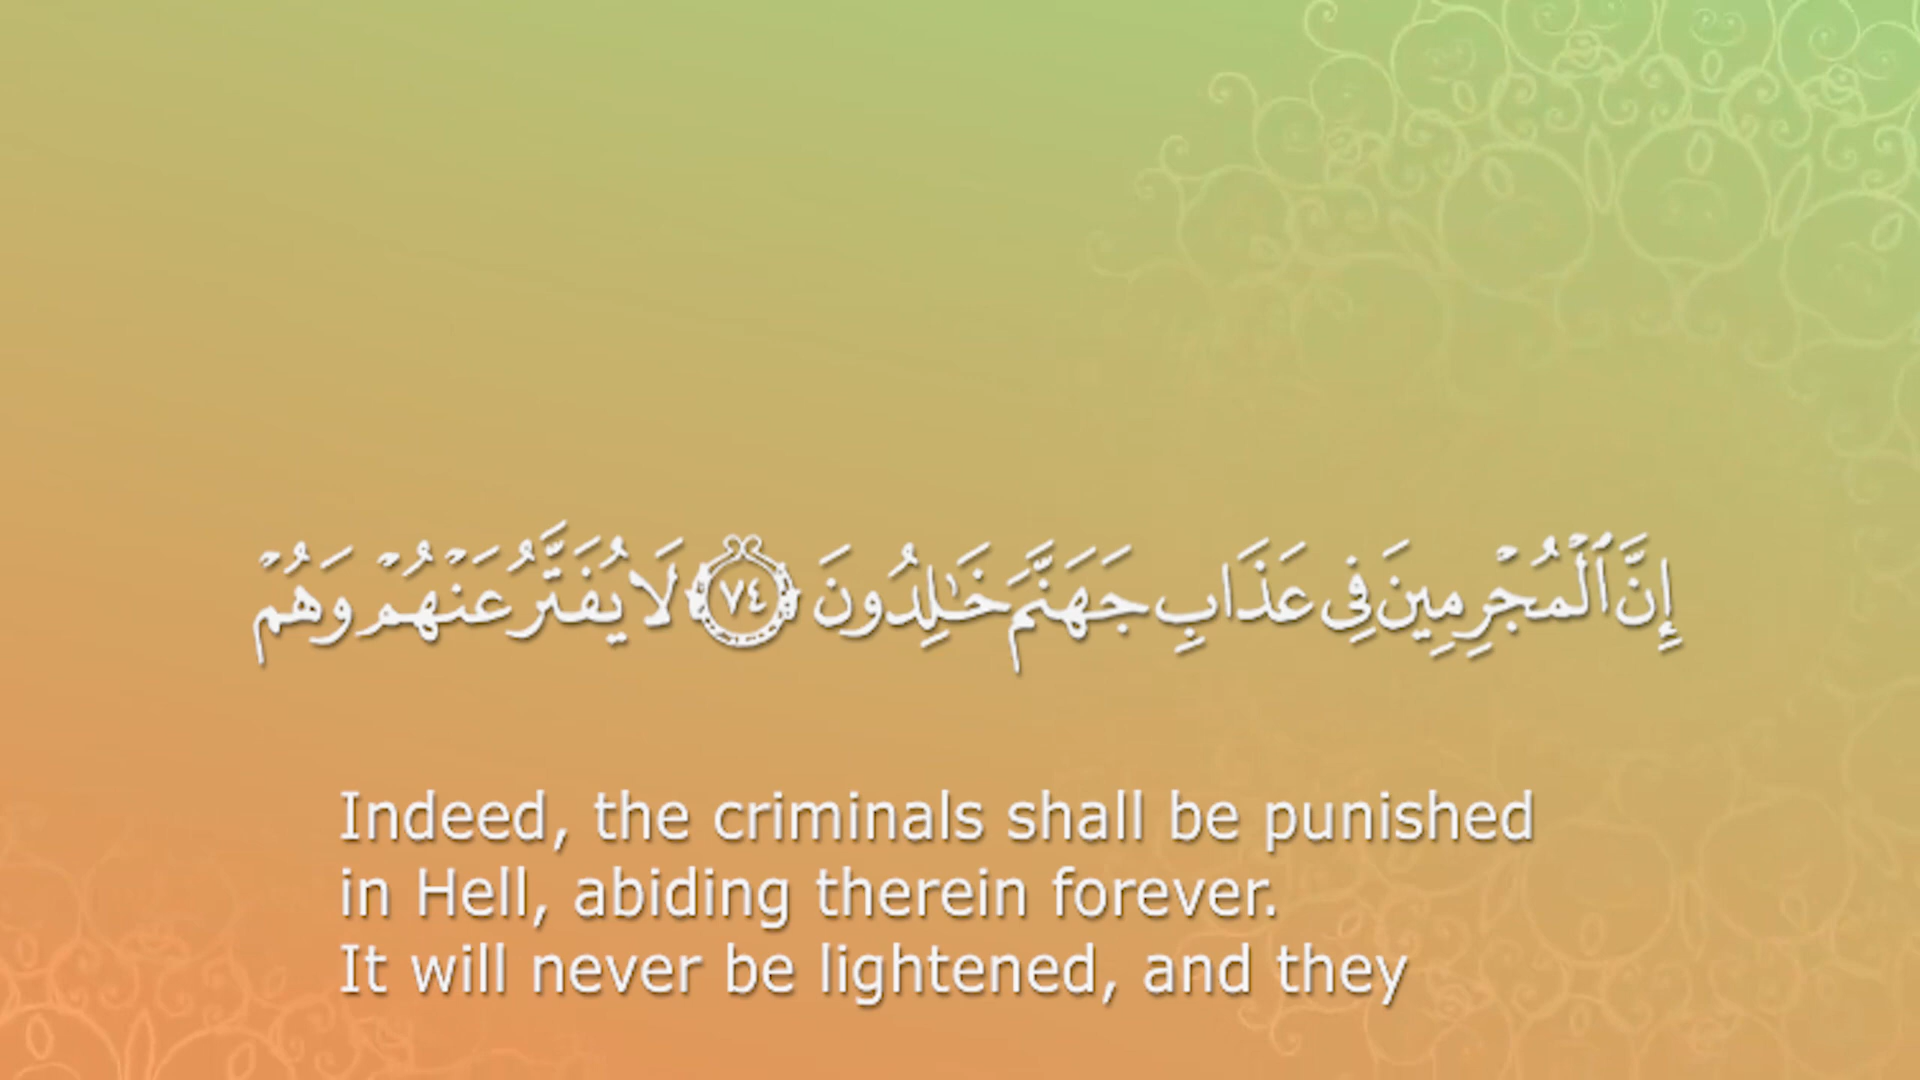 إِنَّ ٱلْمُجْرِمِينَ فِى عَذَابِ جَهَنَّمَ خَـٰلِدُونَ ٧٤ لَا يُفَتَّرُ عَنْهُمْ وَهُمْ
Indeed, the criminals shall be punished
in Hell, abiding therein forever.
It will never be lightened, and they